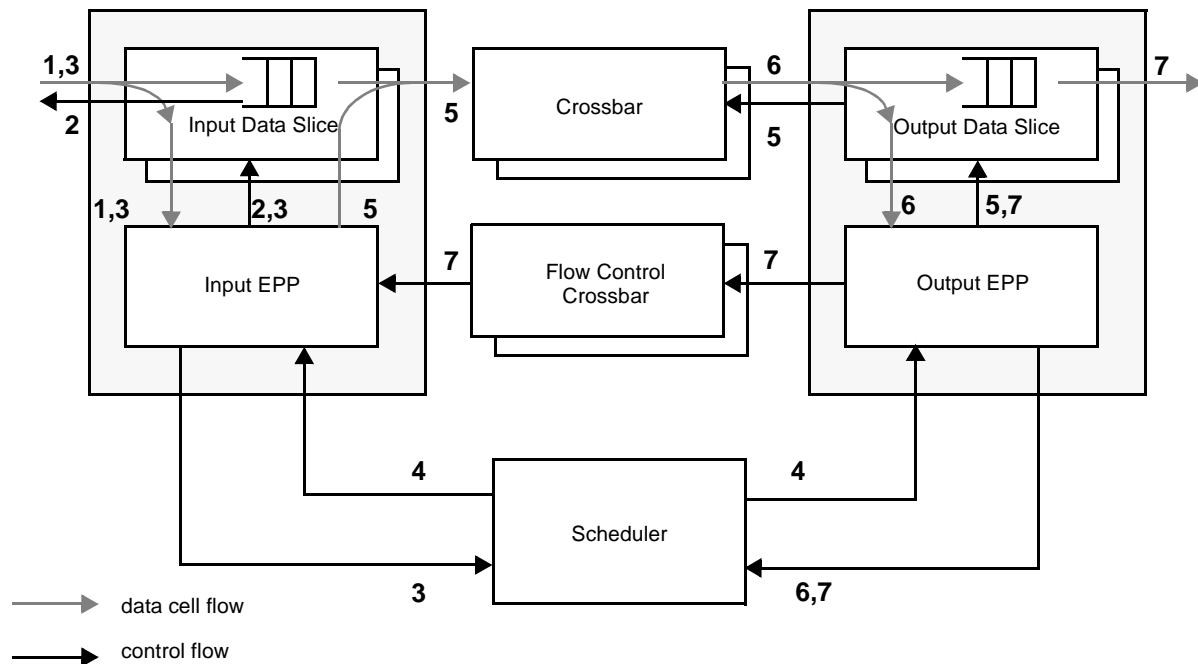 1,3
6
7
2
Input Data Slice
5
Crossbar
5
Output Data Slice
1,3
2,3
5
6
5,7
Input EPP
7
Flow Control
Crossbar
7
Output EPP
4
4
Scheduler
3
6,7
data cell flow
control flow